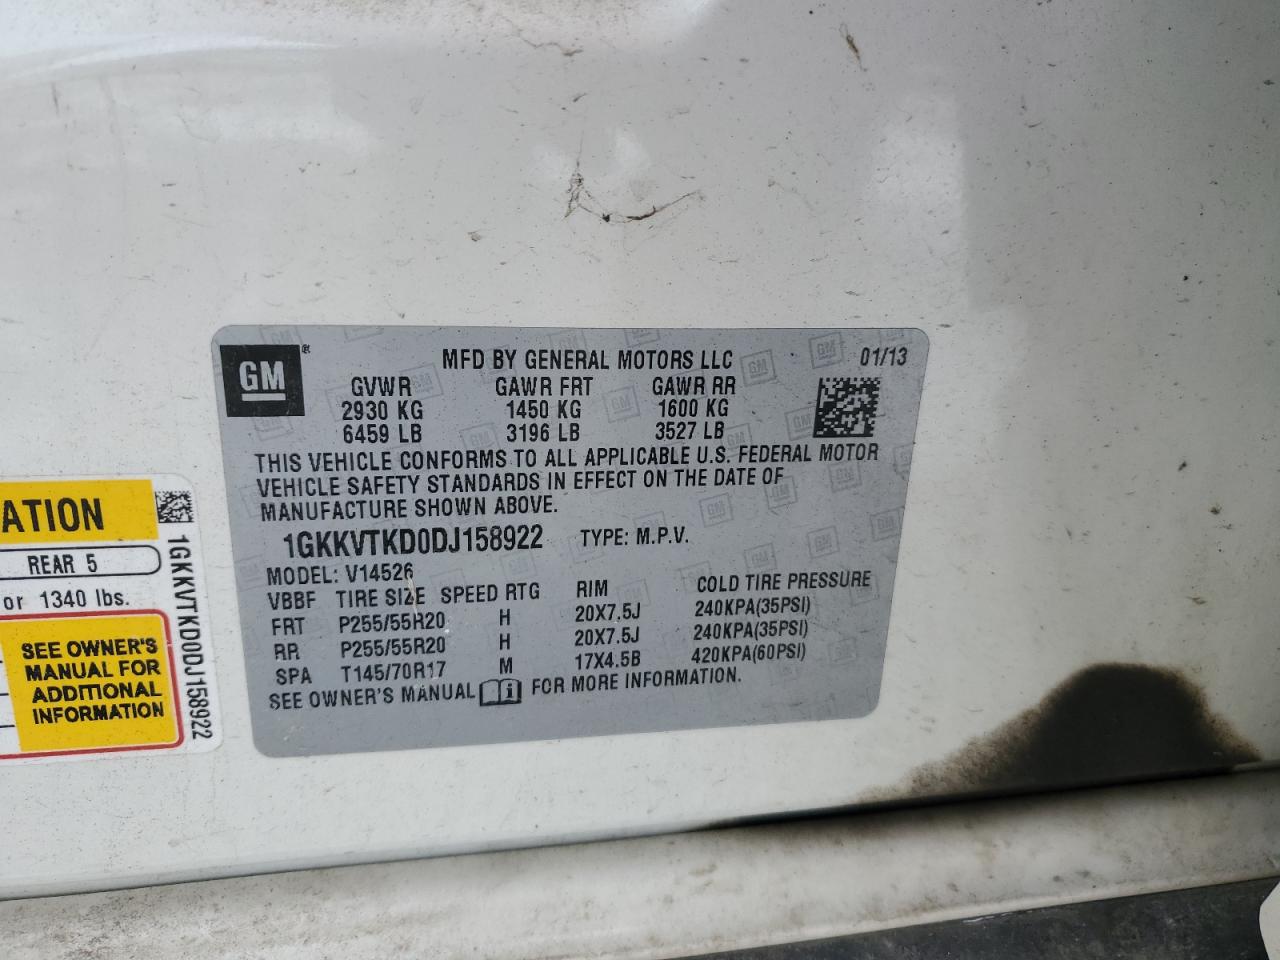 GM ®
MFD BY GENERAL MOTORS LLC 01/13
GVWR GAWR FRT GAWR RR
2930 KG 1450 KG 1600 KG
6459 LB 3196 LB 3527 LB
THIS VEHICLE CONFORMS TO ALL APPLICABLE U.S. FEDERAL MOTOR
VEHICLE SAFETY STANDARDS IN EFFECT ON THE DATE OF
MANUFACTURE SHOWN ABOVE.
1GKKVTKD0DJ158922 TYPE: M.P.V.
MODEL: V14526
VBBF TIRE SIZE SPEED RTG RIM COLD TIRE PRESSURE
FRT P255/55R20 H 20X7.5J 240KPA(35PSI)
RR P255/55R20 H 20X7.5J 240KPA(35PSI)
SPA T145/70R17 M 17X4.5B 420KPA(60PSI)
SEE OWNER'S MANUAL i FOR MORE INFORMATION.
ATION
REAR 5
or 1340 lbs.
SEE OWNER'S
MANUAL FOR
ADDITIONAL
INFORMATION
1GKKVTKD0DJ158922